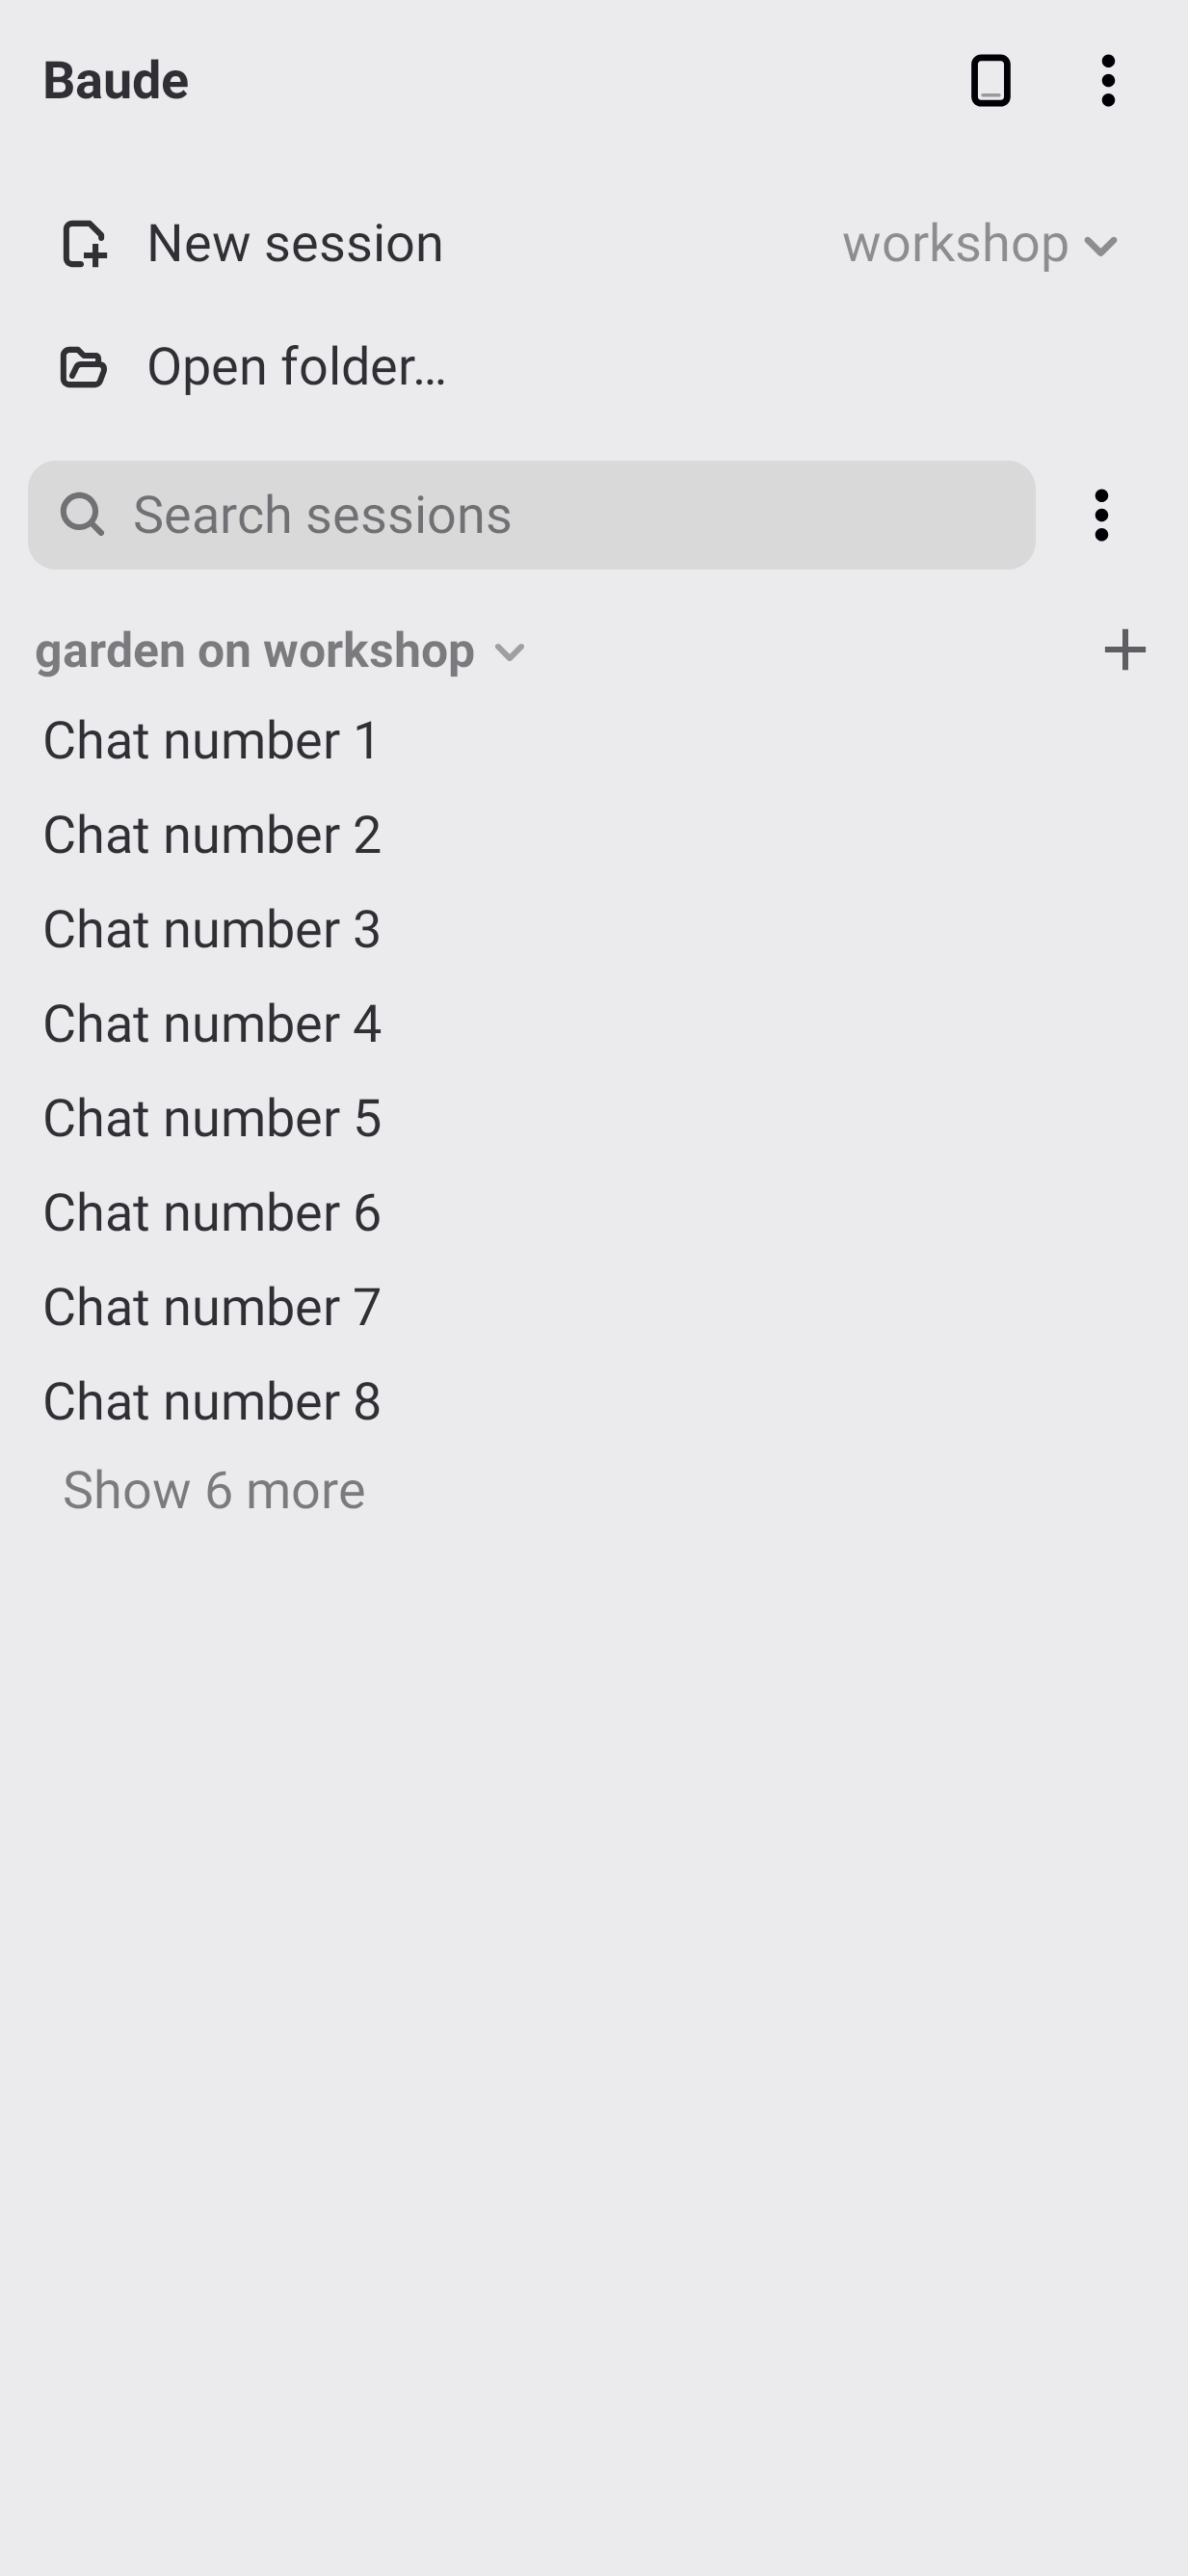 Baude
New session workshop
Open folder...
Search sessions
garden on workshop
Chat number 1
Chat number 2
Chat number 3
Chat number 4
Chat number 5
Chat number 6
Chat number 7
Chat number 8
Show 6 more